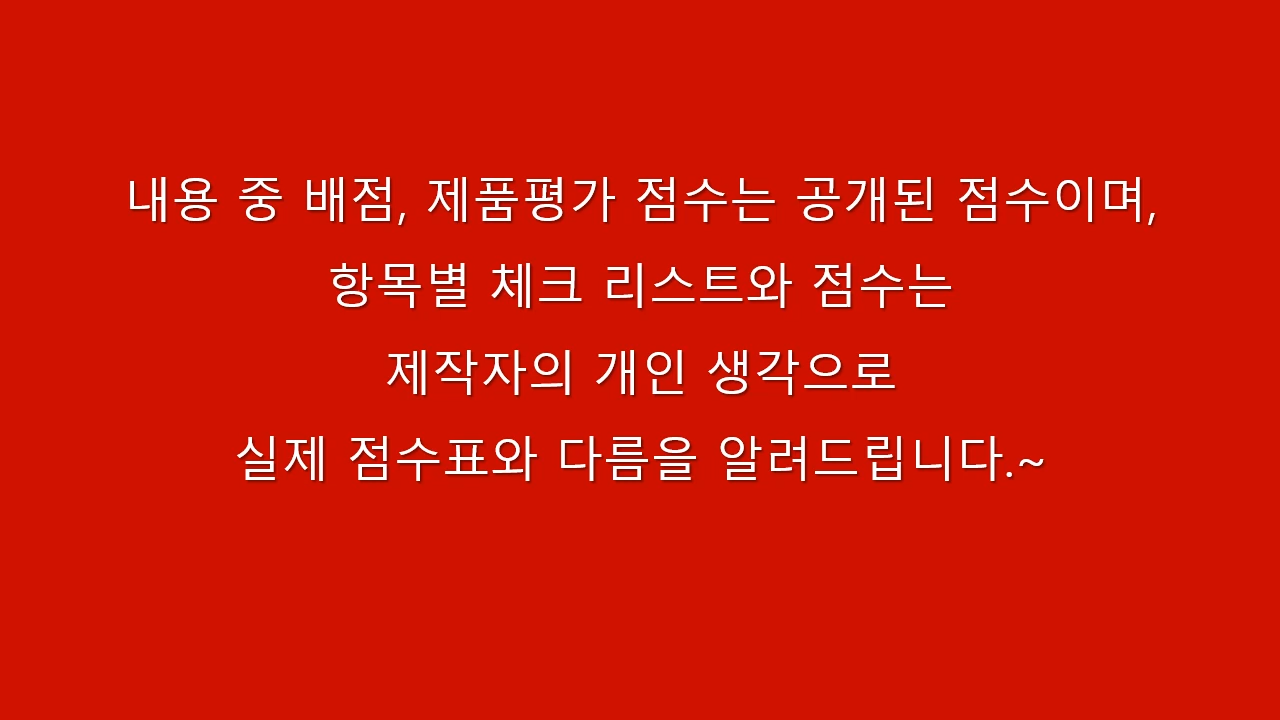 내용 중 배점, 제품평가 점수는 공개된 점수이며,
항목별 체크 리스트와 점수는
제작자의 개인 생각으로
실제 점수표와 다름을 알려드립니다.~